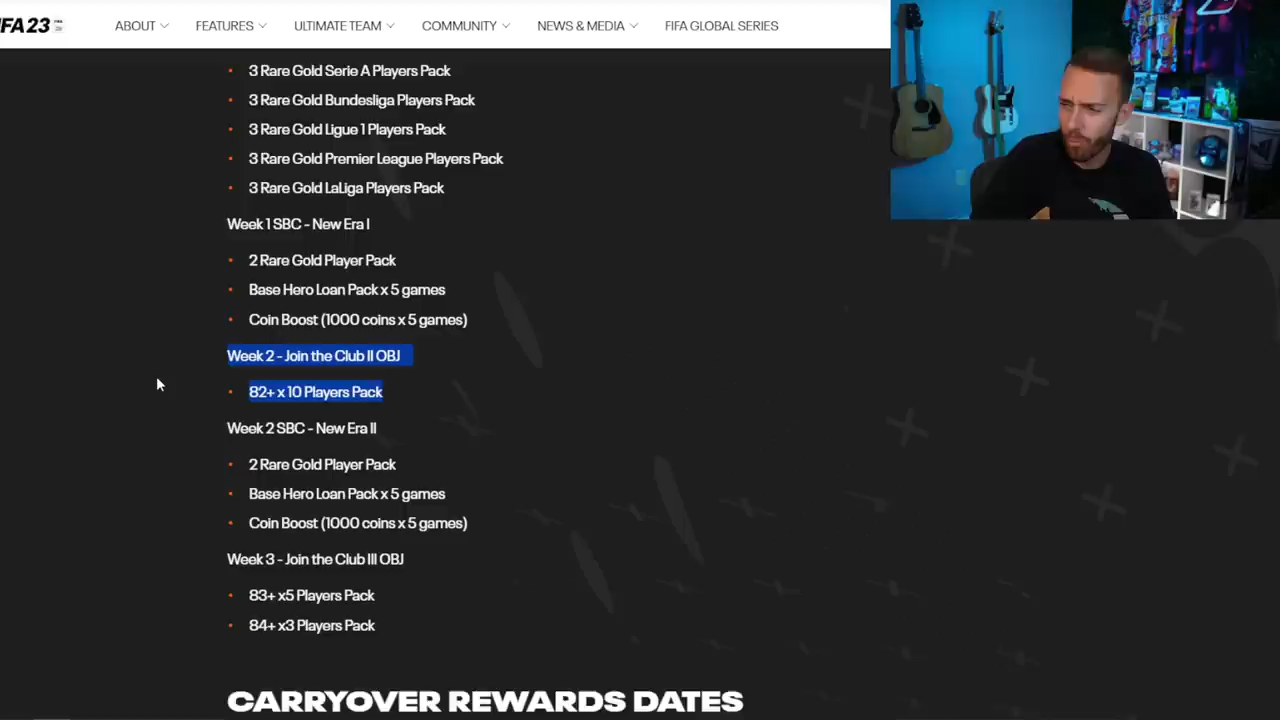 FA 23
ABOUT
FEATURES
ULTIMATE TEAM
COMMUNITY
NEWS & MEDIA
FIFA GLOBAL SERIES
• 3 Rare Gold Serie A Players Pack
• 3 Rare Gold Bundesliga Players Pack
• 3 Rare Gold Ligue 1 Players Pack
• 3 Rare Gold Premier League Players Pack
• 3 Rare Gold LaLiga Players Pack
Week 1 SBC - New Era I
• 2 Rare Gold Player Pack
• Base Hero Loan Pack x 5 games
• Coin Boost (1000 coins x 5 games)
Week 2 - Join the Club II OBJ
• 82+ x 10 Players Pack
Week 2 SBC - New Era II
• 2 Rare Gold Player Pack
• Base Hero Loan Pack x 5 games
• Coin Boost (1000 coins x 5 games)
Week 3 - Join the Club III OBJ
• 83+ x5 Players Pack
• 84+ x3 Players Pack
CARRYOVER REWARDS DATES